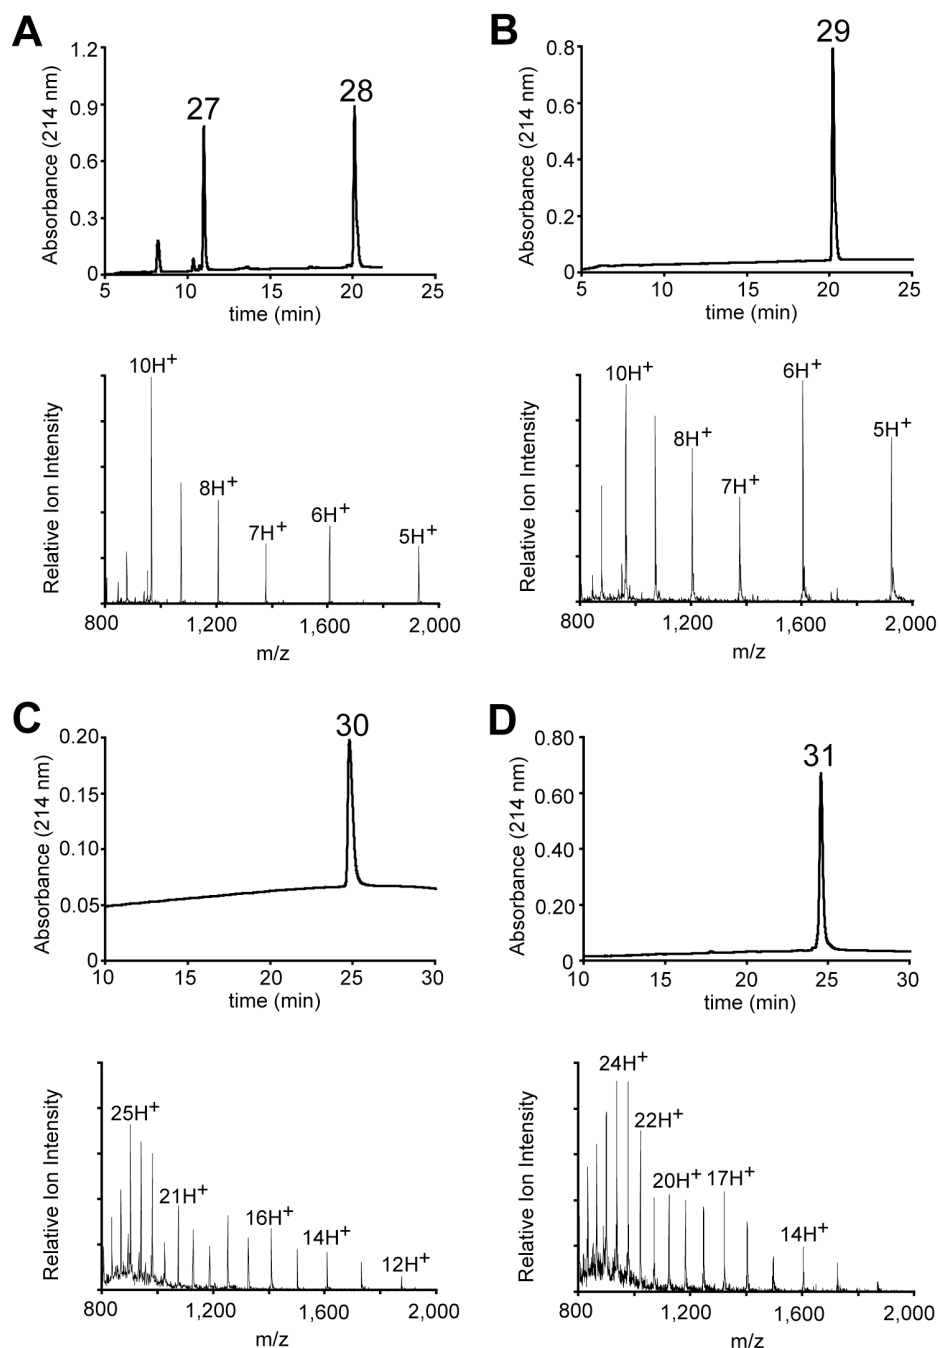 A
27
28
Absorbance (214 nm)
1.2
0.9
0.6
0.3
0
5 10 15 20 25
time (min)
10H+
8H+
7H+
6H+
5H+
Relative Ion Intensity
800 1,200 1,600 2,000
m/z
B
29
Absorbance (214 nm)
0.8
0.6
0.4
0.2
0
5 10 15 20 25
time (min)
10H+
8H+
7H+
6H+
5H+
Relative Ion Intensity
800 1,200 1,600 2,000
m/z
C
30
Absorbance (214 nm)
0.20
0.15
0.10
0.05
0
10 15 20 25 30
time (min)
25H+
21H+
16H+
14H+
12H+
Relative Ion Intensity
800 1,200 1,600 2,000
m/z
D
31
Absorbance (214 nm)
0.80
0.60
0.40
0.20
0
10 15 20 25 30
time (min)
24H+
22H+
20H+
17H+
14H+
Relative Ion Intensity
800 1,200 1,600 2,000
m/z